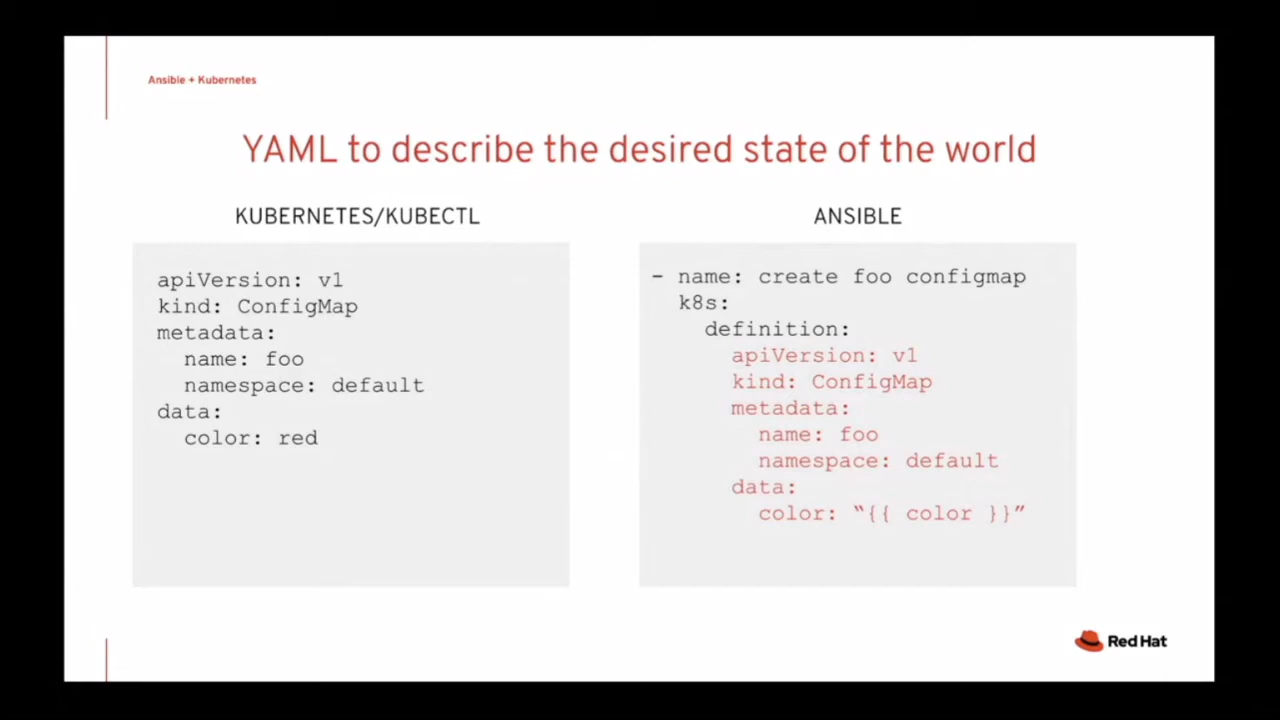 Ansible + Kubernetes
YAML to describe the desired state of the world
KUBERNETES/KUBECTL
apiVersion: v1
kind: ConfigMap
metadata:
  name: foo
  namespace: default
data:
  color: red
ANSIBLE
- name: create foo configmap
  k8s:
    definition:
      apiVersion: v1
      kind: ConfigMap
      metadata:
        name: foo
        namespace: default
      data:
        color: “{{ color }}”
Red Hat